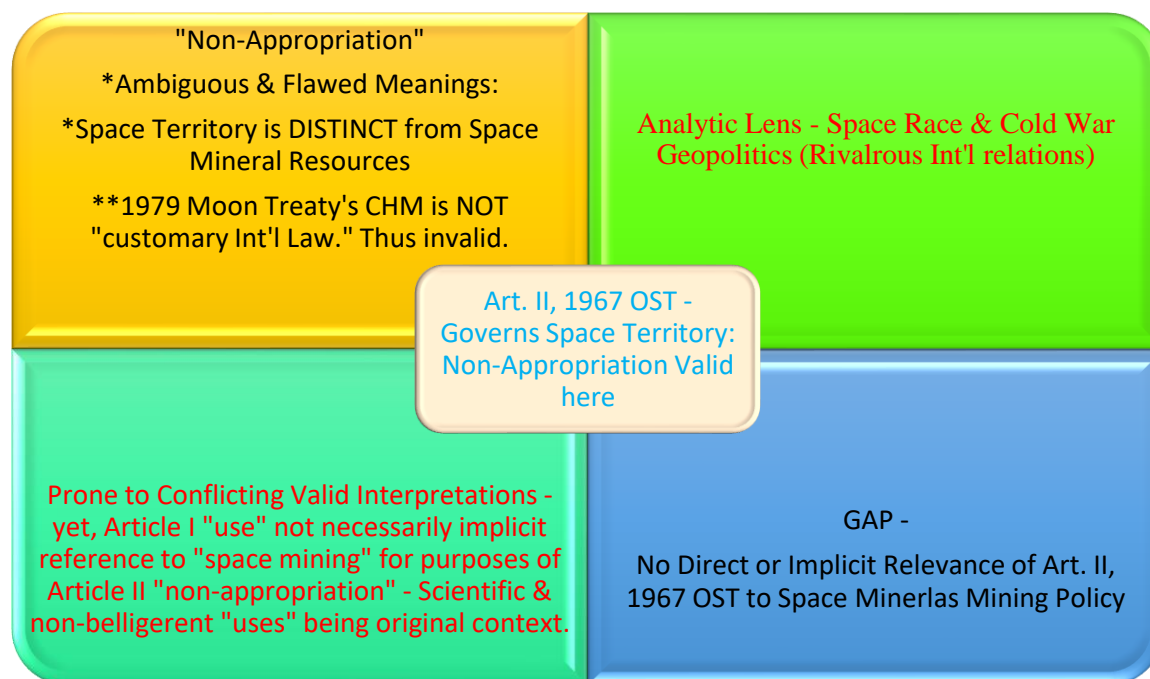 "Non-Appropriation"
*Ambiguous & Flawed Meanings:
*Space Territory is DISTINCT from Space
Mineral Resources
**1979 Moon Treaty's CHM is NOT
"customary Int'l Law." Thus invalid.
Analytic Lens - Space Race & Cold War
Geopolitics (Rivalrous Int'l relations)
Art. II, 1967 OST -
Governs Space Territory:
Non-Appropriation Valid
here
Prone to Conflicting Valid Interpretations -
yet, Article I "use" not necessarily implicit
reference to "space mining" for purposes of
Article II "non-appropriation" - Scientific &
non-belligerent "uses" being original context.
GAP -
No Direct or Implicit Relevance of Art. II,
1967 OST to Space Minerlas Mining Policy